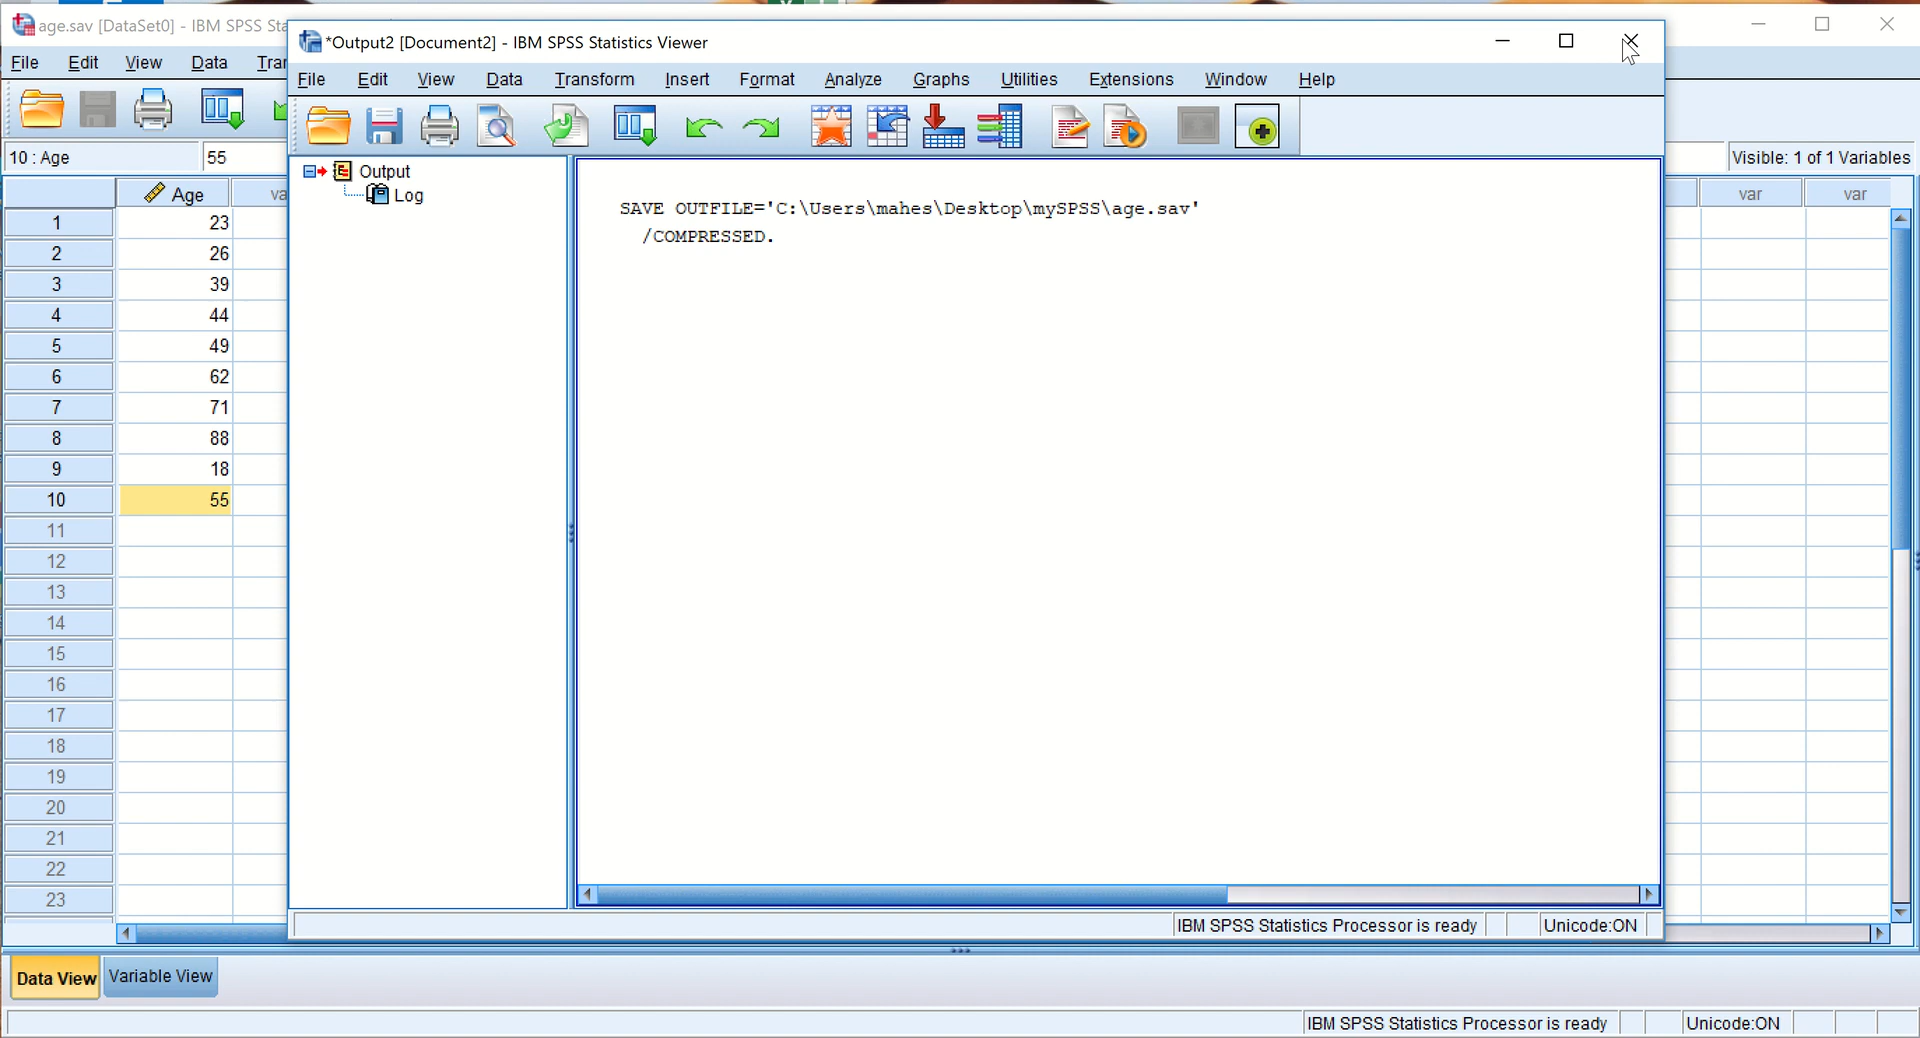 age.sav [DataSet0] - IBM SPSS Sta
*Output2 [Document2] - IBM SPSS Statistics Viewer
File Edit View Data Tra
File Edit View Data Transform Insert Format Analyze Graphs Utilities Extensions Window Help
10 : Age 55
Visible: 1 of 1 Variables
Age va
var var
Output
Log
SAVE OUTFILE='C:\Users\mahes\Desktop\mySPSS\age.sav'
/COMPRESSED.
1 23
2 26
3 39
4 44
5 49
6 62
7 71
8 88
9 18
10 55
11
12
13
14
15
16
17
18
19
20
21
22
23
IBM SPSS Statistics Processor is ready Unicode:ON
Data View Variable View
IBM SPSS Statistics Processor is ready Unicode:ON